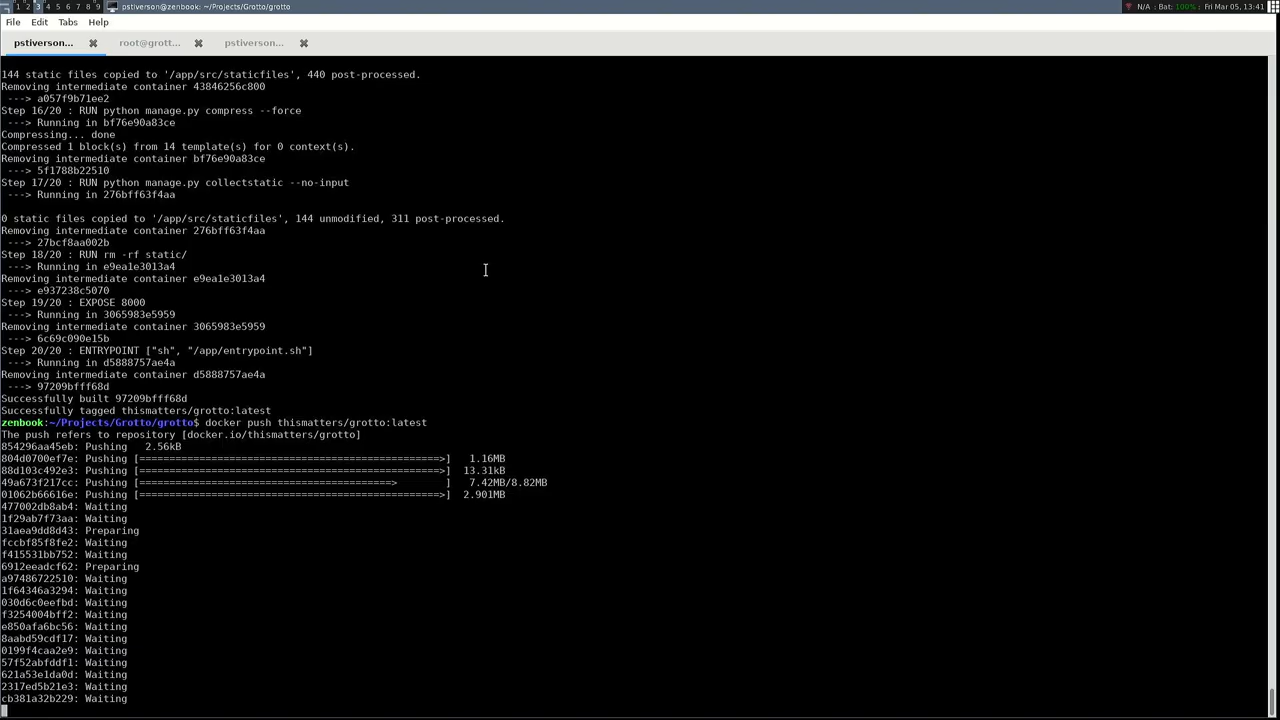 1 2 3 4 5 6 7 8 9 pstiverson@zenbook: ~/Projects/Grotto/grotto N/A : Bat: 100% : Fri Mar 05, 13:41
File Edit Tabs Help
pstiverson... root@grott... pstiverson...
144 static files copied to '/app/src/staticfiles', 440 post-processed.
Removing intermediate container 43846256c800
---> a057f9b71ee2
Step 16/20 : RUN python manage.py compress --force
---> Running in bf76e90a83ce
Compressing... done
Compressed 1 block(s) from 14 template(s) for 0 context(s).
Removing intermediate container bf76e90a83ce
---> 5f1788b22510
Step 17/20 : RUN python manage.py collectstatic --no-input
---> Running in 276bff63f4aa
0 static files copied to '/app/src/staticfiles', 144 unmodified, 311 post-processed.
Removing intermediate container 276bff63f4aa
---> 27bcf8aa002b
Step 18/20 : RUN rm -rf static/
---> Running in e9ea1e3013a4
Removing intermediate container e9ea1e3013a4
---> e937238c5070
Step 19/20 : EXPOSE 8000
---> Running in 3065983e5959
Removing intermediate container 3065983e5959
---> 6c69c090e15b
Step 20/20 : ENTRYPOINT ["sh", "/app/entrypoint.sh"]
---> Running in d5888757ae4a
Removing intermediate container d5888757ae4a
---> 97209bfff68d
Successfully built 97209bfff68d
Successfully tagged thismatters/grotto:latest
zenbook:~/Projects/Grotto/grotto$ docker push thismatters/grotto:latest
The push refers to repository [docker.io/thismatters/grotto]
854296aa45eb: Pushing 2.56kB
804d0700ef7e: Pushing [==================================================>] 1.16MB
88d103c492e3: Pushing [==================================================>] 13.31kB
49a673f217cc: Pushing [==========================================> ] 7.42MB/8.82MB
01062b66616e: Pushing [==================================================>] 2.901MB
477002db8ab4: Waiting
1f29ab7f73aa: Waiting
31aea9dd8d43: Preparing
fccbf85f8fe2: Waiting
f415531bb752: Waiting
6912eeadcf62: Preparing
a97486722510: Waiting
1f64346a3294: Waiting
030d6c0eefbd: Waiting
f3254004bff2: Waiting
e850afa6bc56: Waiting
8aabd59cdf17: Waiting
0199f4caa2e9: Waiting
57f52abfddf1: Waiting
621a53e1da0d: Waiting
2317ed5b21e3: Waiting
cb381a32b229: Waiting